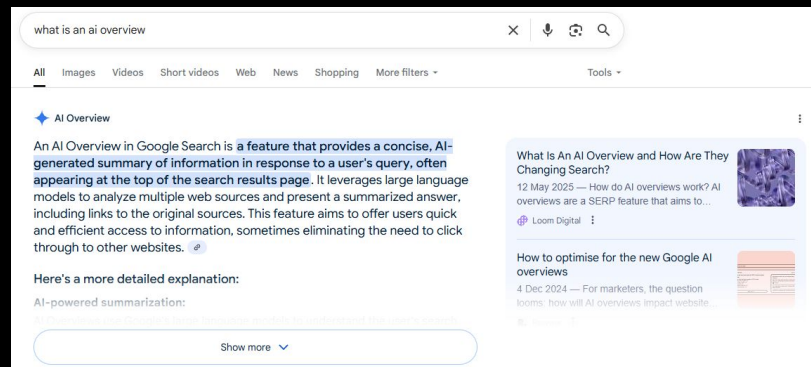 what is an ai overview
All Images Videos Short videos Web News Shopping More filters Tools
AI Overview
An AI Overview in Google Search is a feature that provides a concise, AI-
generated summary of information in response to a user's query, often
appearing at the top of the search results page. It leverages large language
models to analyze multiple web sources and present a summarized answer,
including links to the original sources. This feature aims to offer users quick
and efficient access to information, sometimes eliminating the need to click
through to other websites.
Here's a more detailed explanation:
AI-powered summarization:
Show more
What Is An AI Overview and How Are They
Changing Search?
12 May 2025 — How do AI overviews work? AI
overviews are a SERP feature that aims to...
Loom Digital
How to optimise for the new Google AI
overviews
4 Dec 2024 — For marketers, the question
looms: how will AI overviews impact website...